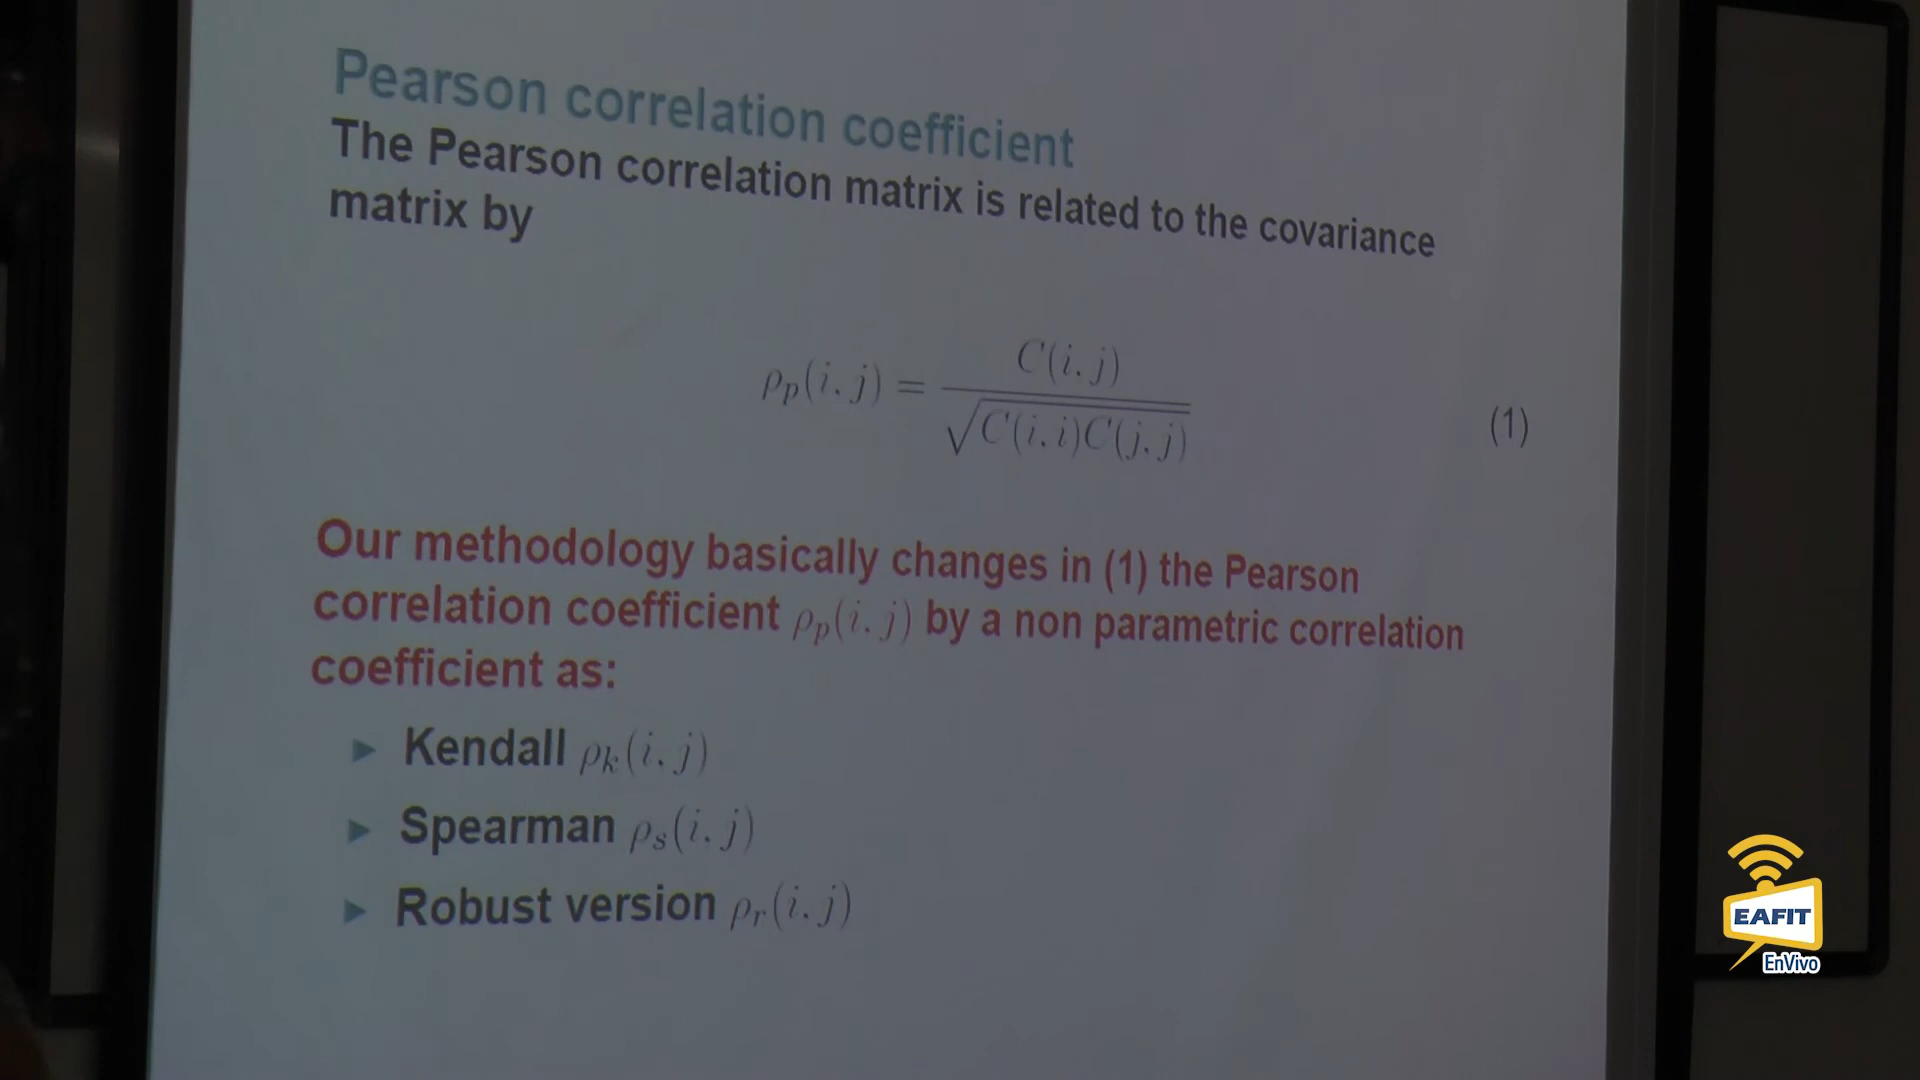 Pearson correlation coefficient
The Pearson correlation matrix is related to the covariance
matrix by
ρₚ(i, j) = C(i, j) / √C(i, i)C(j, j)
(1)
Our methodology basically changes in (1) the Pearson
correlation coefficient ρₚ(i, j) by a non parametric correlation
coefficient as:
► Kendall ρₖ(i, j)
► Spearman ρₛ(i, j)
► Robust version ρᵣ(i, j)
EAFIT
EnVivo